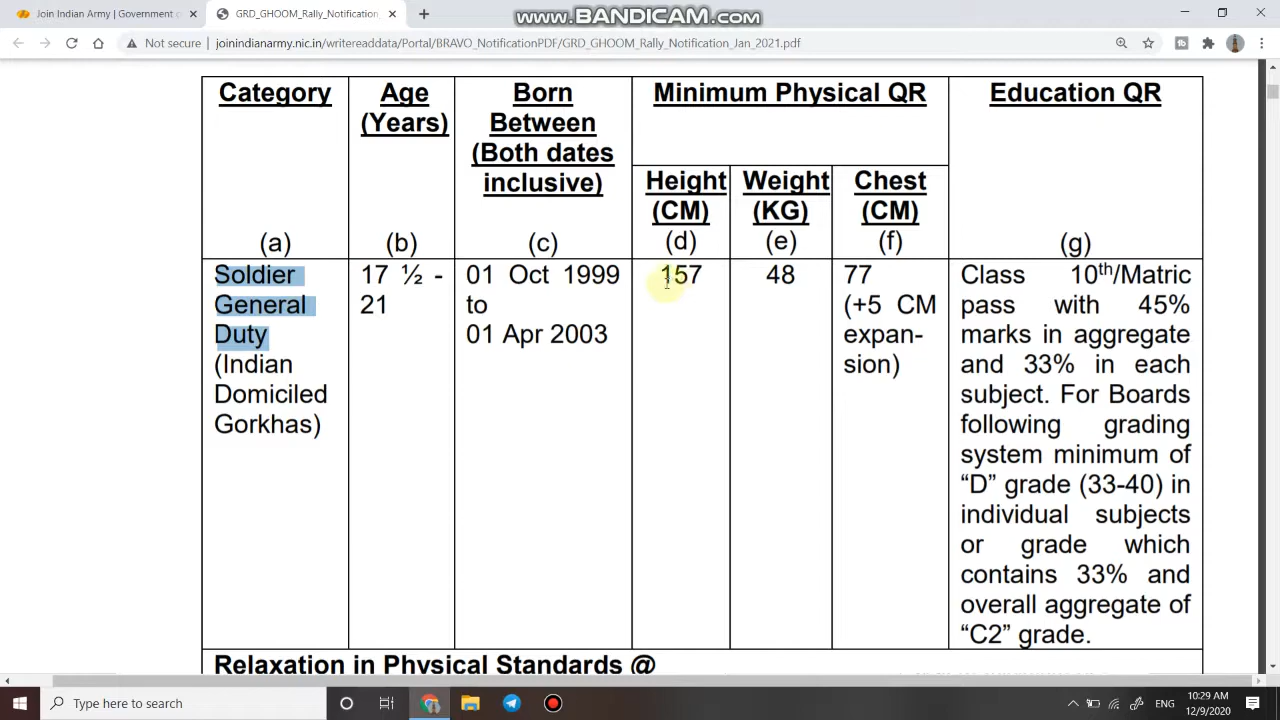 Join Indian Army | Government o
GRD_GHOOM_Rally_Notification_
www.BANDICAM.com
Not secure | joinindianarmy.nic.in/writereaddata/Portal/BRAVO_NotificationPDF/GRD_GHOOM_Rally_Notification_Jan_2021.pdf
Category
(a)
Age
(Years)
(b)
Born
Between
(Both dates
inclusive)
(c)
Minimum Physical QR
Height
(CM)
(d)
Weight
(KG)
(e)
Chest
(CM)
(f)
Education QR
(g)
Soldier
General
Duty
(Indian
Domiciled
Gorkhas)
17 ½ -
21
01 Oct 1999
to
01 Apr 2003
157
48
77
(+5 CM
expan-
sion)
Class 10th/Matric
pass with 45%
marks in aggregate
and 33% in each
subject. For Boards
following grading
system minimum of
“D” grade (33-40) in
individual subjects
or grade which
contains 33% and
overall aggregate of
“C2” grade.
Relaxation in Physical Standards @
Type here to search
ENG
10:29 AM
12/9/2020